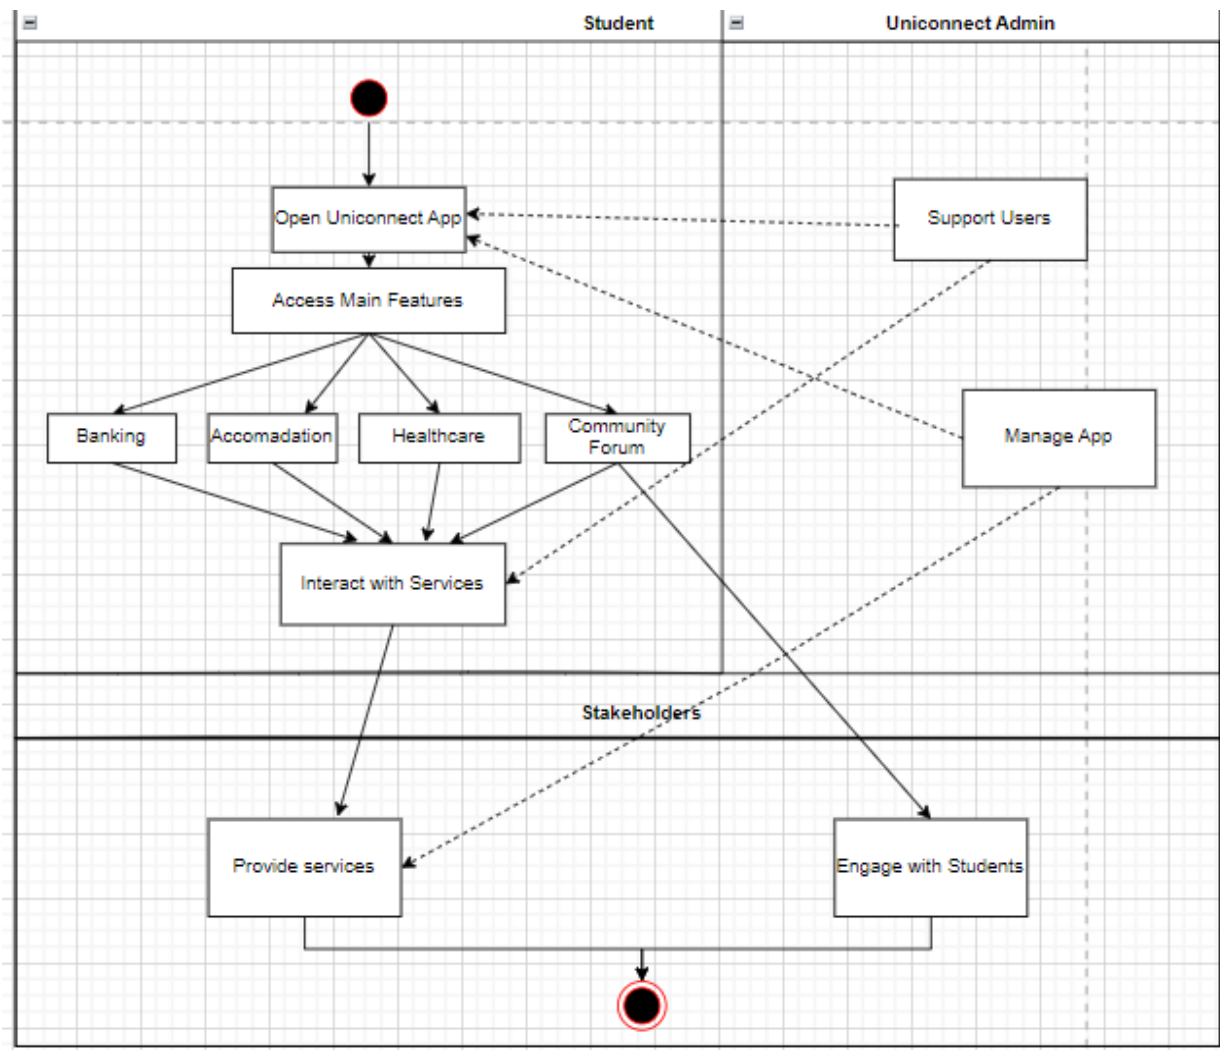 Student
Uniconnect Admin
Open Uniconnect App
Support Users
Access Main Features
Banking
Accomadation
Healthcare
Community
Forum
Manage App
Interact with Services
Stakeholders
Provide services
Engage with Students